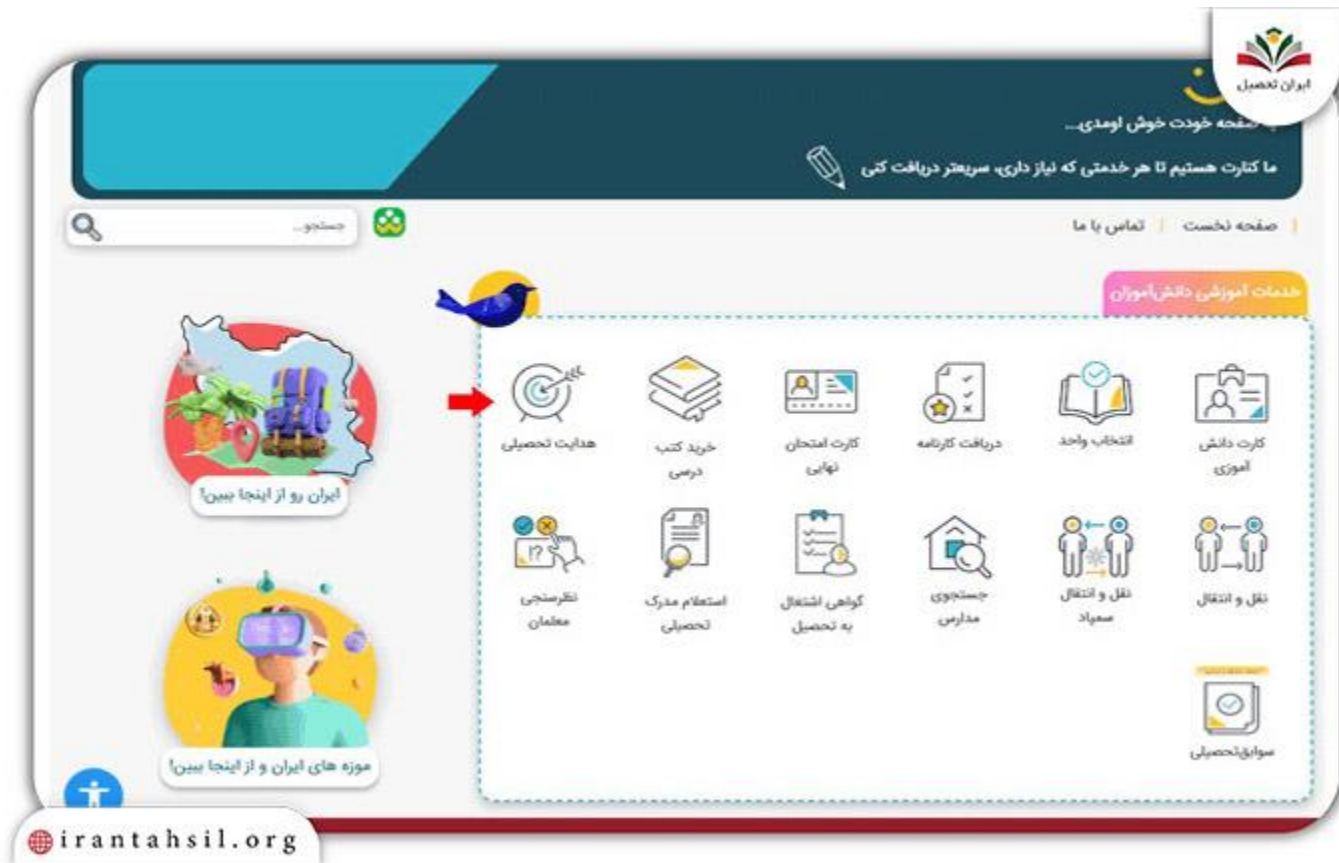 ایران تحصیل
صفحه خودت خوش اومدی...
ما کنارت هستیم تا هر خدمتی که نیاز داری، سریعتر دریافت کنی
صفحه نخست | تماس با ما
جستجو...
خدمات آموزشی دانش‌آموزان
کارت دانش
آموزی
انتخاب واحد
دریافت کارنامه
کارت امتحان
نهایی
خرید کتب
درسی
هدایت تحصیلی
نقل و انتقال
نقل و انتقال
سمپاد
جستجوی
مدارس
گواهی اشتغال
به تحصیل
استعلام مدرک
تحصیلی
!?
نظرسنجی
معلمان
سوابق‌تحصیلی
ایران رو از اینجا ببین!
موزه های ایران و از اینجا ببین!
irantahsil.org